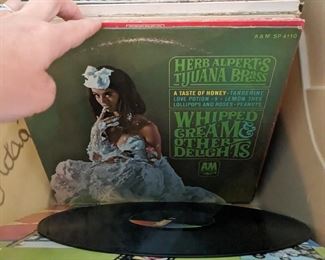 A&M SP 4110
HERB ALPERT'S
TIJUANA BRASS
A TASTE OF HONEY • TANGERINE
LOVE POTION #9 • LEMON TREE
LOLLIPOPS AND ROSES • PEANUTS
WHIPPED
CREAM &
OTHER
DELIGHTS
A&M